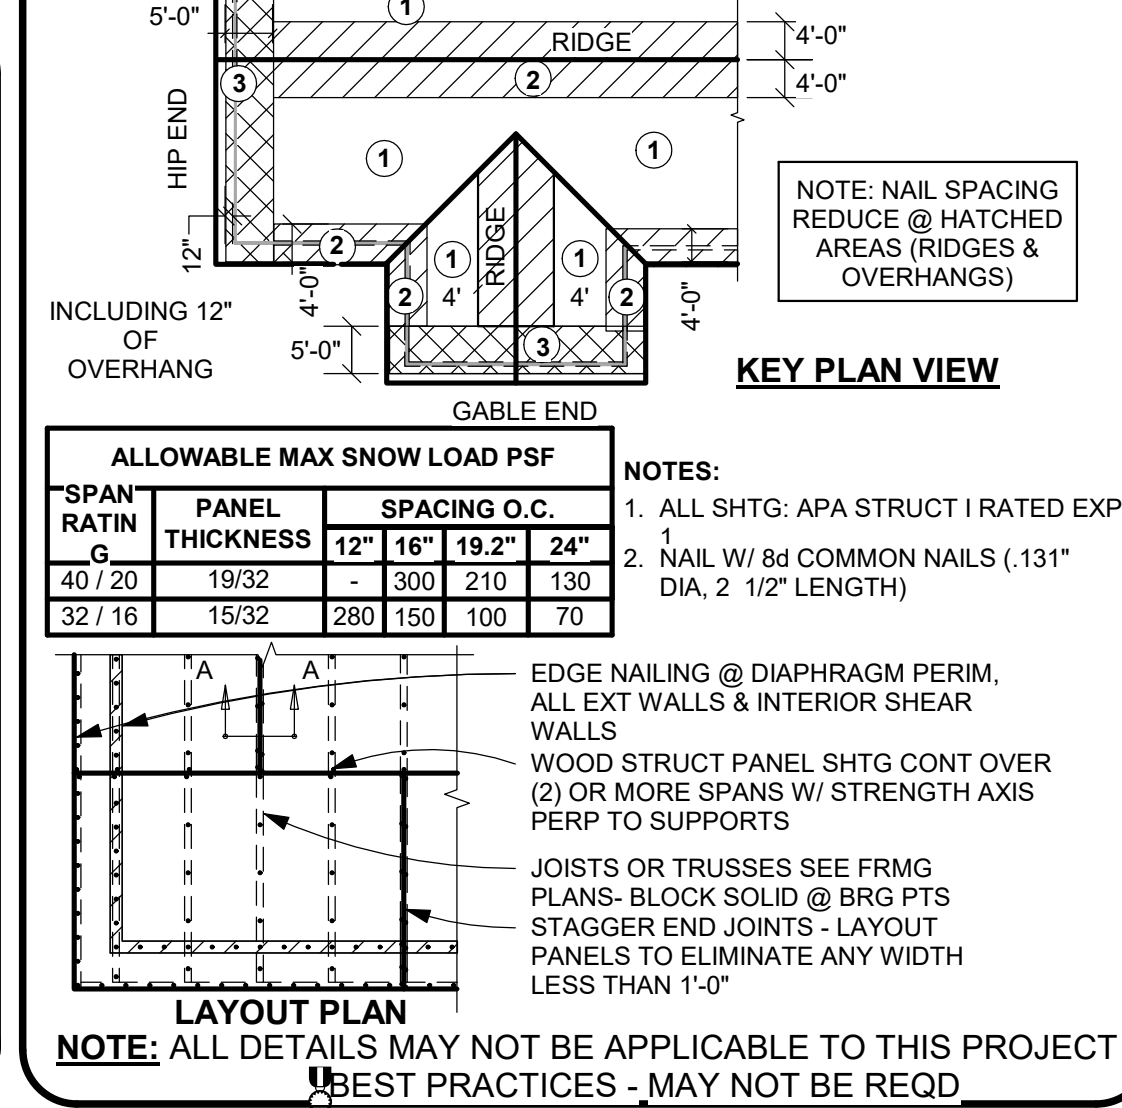 1
5'-0"
RIDGE
4'-0"
2
4'-0"
3
HIP END
1
1
NOTE: NAIL SPACING
REDUCE @ HATCHED
AREAS (RIDGES &
OVERHANGS)
RIDGE
12"
2
1
1
4'-0"
2
4'
4'
2
4'-0"
INCLUDING 12"
OF
OVERHANG
5'-0"
3
KEY PLAN VIEW
GABLE END
ALLOWABLE MAX SNOW LOAD PSF
SPAN
RATIN
G
PANEL
THICKNESS
SPACING O.C.
12" 16" 19.2" 24"
40 / 20 19/32 - 300 210 130
32 / 16 15/32 280 150 100 70
NOTES:
1. ALL SHTG: APA STRUCT I RATED EXP
1
2. NAIL W/ 8d COMMON NAILS (.131"
DIA, 2 1/2" LENGTH)
A A
EDGE NAILING @ DIAPHRAGM PERIM,
ALL EXT WALLS & INTERIOR SHEAR
WALLS
WOOD STRUCT PANEL SHTG CONT OVER
(2) OR MORE SPANS W/ STRENGTH AXIS
PERP TO SUPPORTS
JOISTS OR TRUSSES SEE FRMG
PLANS- BLOCK SOLID @ BRG PTS
STAGGER END JOINTS - LAYOUT
PANELS TO ELIMINATE ANY WIDTH
LESS THAN 1'-0"
LAYOUT PLAN
NOTE: ALL DETAILS MAY NOT BE APPLICABLE TO THIS PROJECT
BEST PRACTICES - MAY NOT BE REQD